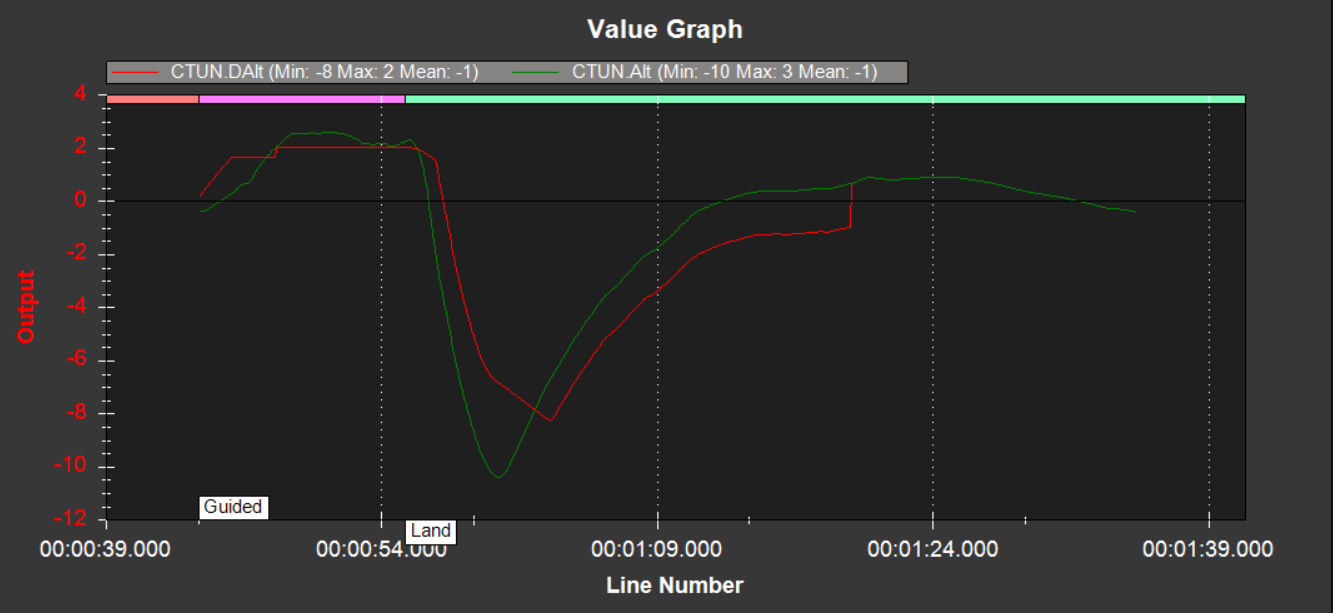 Value Graph
CTUN.DAlt (Min: -8 Max: 2 Mean: -1) CTUN.Alt (Min: -10 Max: 3 Mean: -1)
4
2
0
-2
-4
-6
-8
-10
-12
Output
Guided
Land
00:00:39.000 00:00:54.000 00:01:09.000 00:01:24.000 00:01:39.000
Line Number